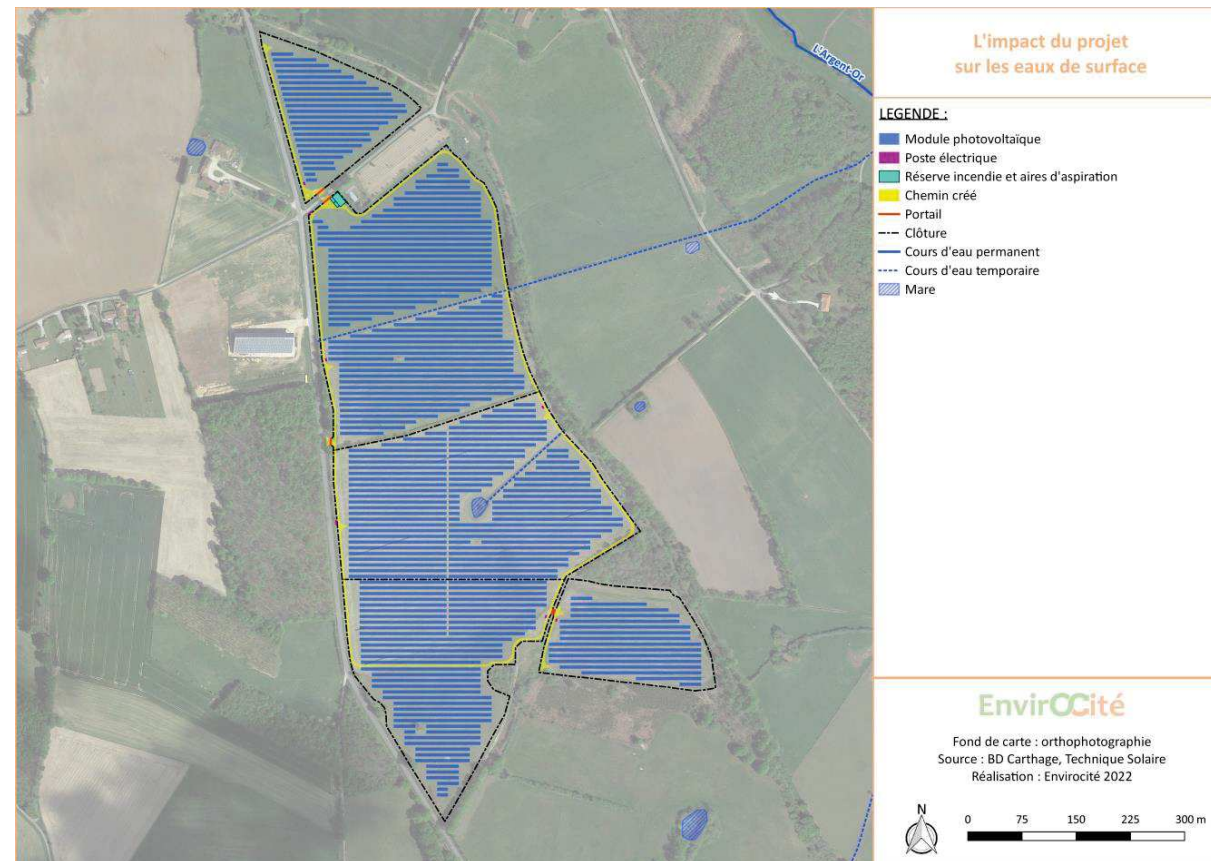 L'Argent-Or
L'impact du projet
sur les eaux de surface
LEGENDE :
Module photovoltaïque
Poste électrique
Réserve incendie et aires d'aspiration
Chemin créé
Portail
Clôture
Cours d'eau permanent
Cours d'eau temporaire
Mare
EnvirOCité
Fond de carte : orthophotographie
Source : BD Carthage, Technique Solaire
Réalisation : Envirocité 2022
N
0 75 150 225 300 m